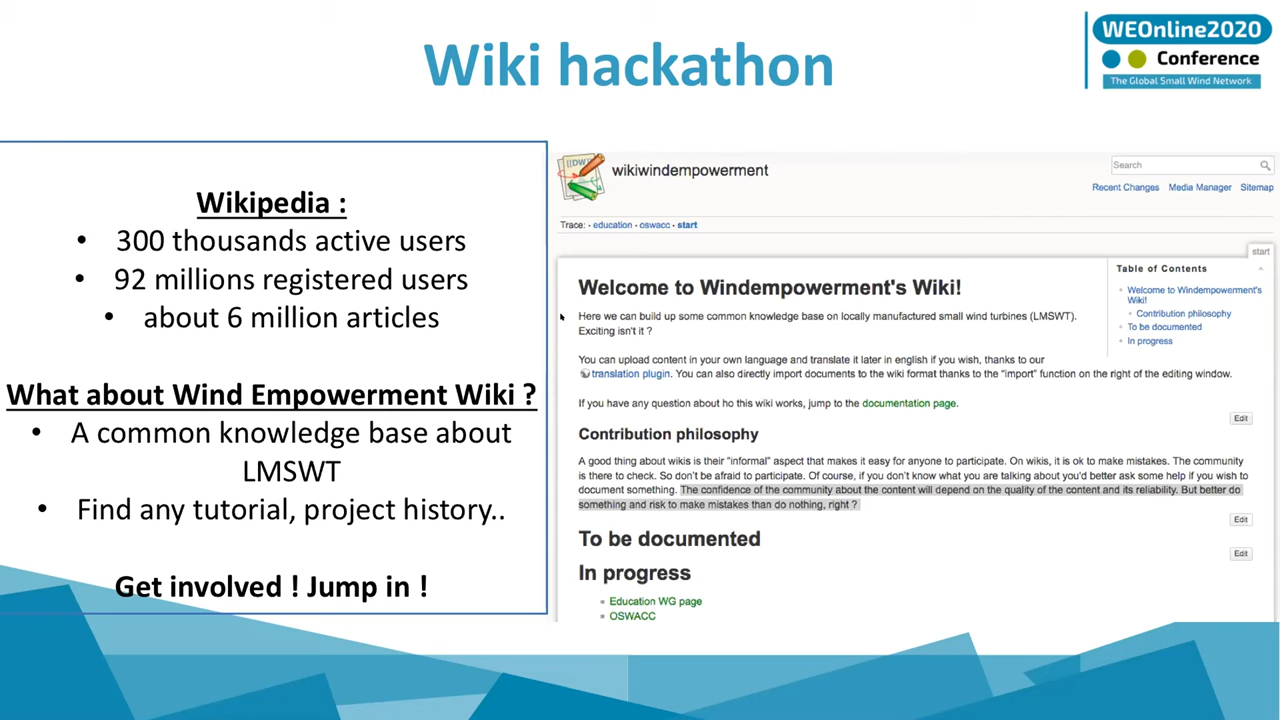 WEOnline2020
Conference
The Global Small Wind Network
Wiki hackathon
Wikipedia :
• 300 thousands active users
• 92 millions registered users
• about 6 million articles
What about Wind Empowerment Wiki ?
• A common knowledge base about
LMSWT
• Find any tutorial, project history..
Get involved ! Jump in !
wikiwindempowerment
Search
Recent Changes Media Manager Sitemap
Trace: • education • oswacc • start
start
Table of Contents
Welcome to Windempowerment's
Wiki!
Contribution philosophy
To be documented
In progress
Welcome to Windempowerment's Wiki!
Here we can build up some common knowledge base on locally manufactured small wind turbines (LMSWT).
Exciting isn't it ?
You can upload content in your own language and translate it later in english if you wish, thanks to our
translation plugin. You can also directly import documents to the wiki format thanks to the "import" function on the right of the editing window.
If you have any question about ho this wiki works, jump to the documentation page.
Edit
Contribution philosophy
A good thing about wikis is their "informal" aspect that makes it easy for anyone to participate. On wikis, it is ok to make mistakes. The community
is there to check. So don't be afraid to participate. Of course, if you don't know what you are talking about you'd better ask some help if you wish to
document something. The confidence of the community about the content will depend on the quality of the content and its reliability. But better do
something and risk to make mistakes than do nothing, right ?
Edit
To be documented
Edit
In progress
Education WG page
OSWACC